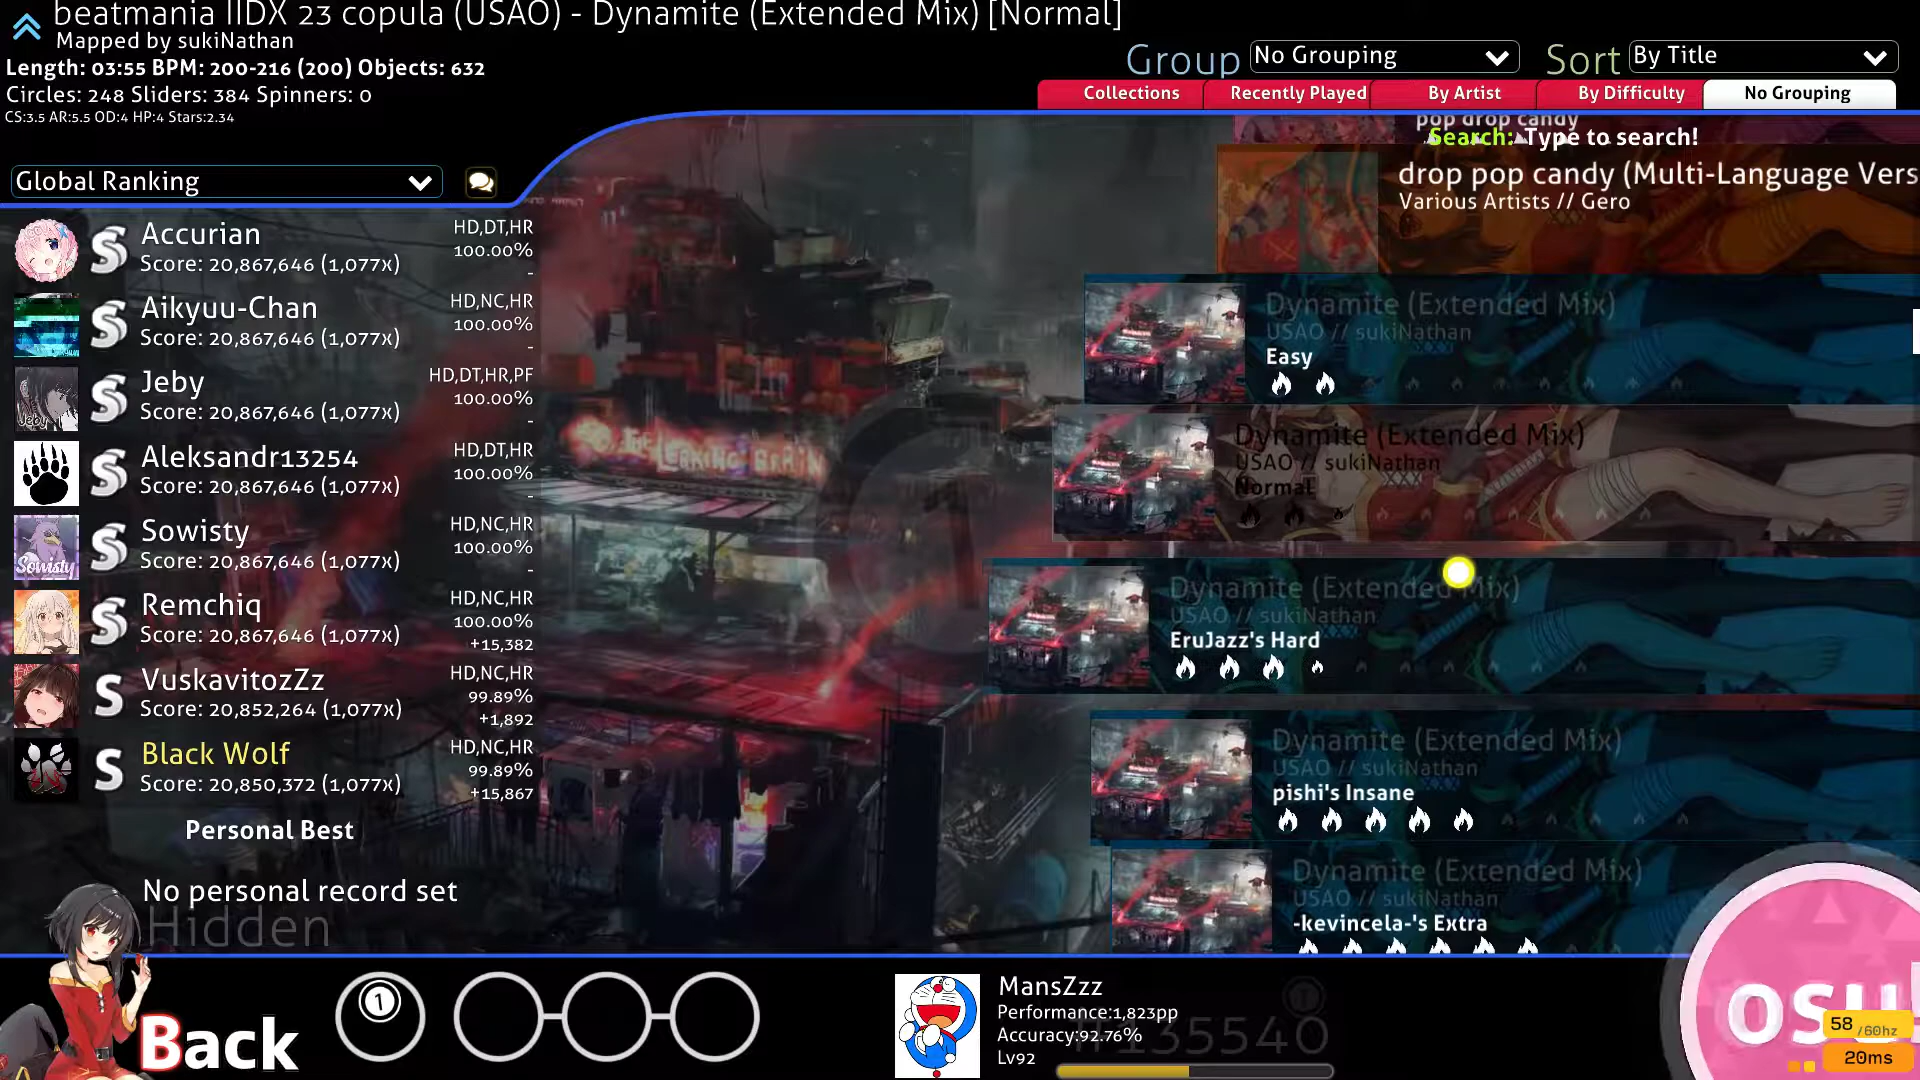 beatmania IIDX 23 copula (USAO) - Dynamite (Extended Mix) [Normal]
Mapped by sukiNathan
Length: 03:55 BPM: 200-216 (200) Objects: 632
Circles: 248 Sliders: 384 Spinners: 0
CS:3.5 AR:5.5 OD:4 HP:4 Stars:2.34
Group
No Grouping
Sort
By Title
Collections
Recently Played
By Artist
By Difficulty
No Grouping
pop drop candy
Search: Type to search!
drop pop candy (Multi-Language Vers
Various Artists // Gero
Global Ranking
Accurian
Score: 20,867,646 (1,077x)
HD,DT,HR
100.00%
-
Aikyuu-Chan
Score: 20,867,646 (1,077x)
HD,NC,HR
100.00%
-
Jeby
Score: 20,867,646 (1,077x)
HD,DT,HR,PF
100.00%
-
Aleksandr13254
Score: 20,867,646 (1,077x)
HD,DT,HR
100.00%
-
Sowisty
Score: 20,867,646 (1,077x)
HD,NC,HR
100.00%
-
Remchiq
Score: 20,867,646 (1,077x)
HD,NC,HR
100.00%
+15,382
VuskavitozZz
Score: 20,852,264 (1,077x)
HD,NC,HR
99.89%
+1,892
Black Wolf
Score: 20,850,372 (1,077x)
HD,NC,HR
99.89%
+15,867
Personal Best
No personal record set
Hidden
Dynamite (Extended Mix)
USAO // sukiNathan
Easy
Dynamite (Extended Mix)
USAO // sukiNathan
Normal
Dynamite (Extended Mix)
USAO // sukiNathan
EruJazz's Hard
Dynamite (Extended Mix)
USAO // sukiNathan
pishi's Insane
Dynamite (Extended Mix)
USAO // sukiNathan
-kevincela-'s Extra
Back
1
MansZzz
Performance:1,823pp
Accuracy:92.76%
Lv92
#135540
osu
58 /60hz
20ms